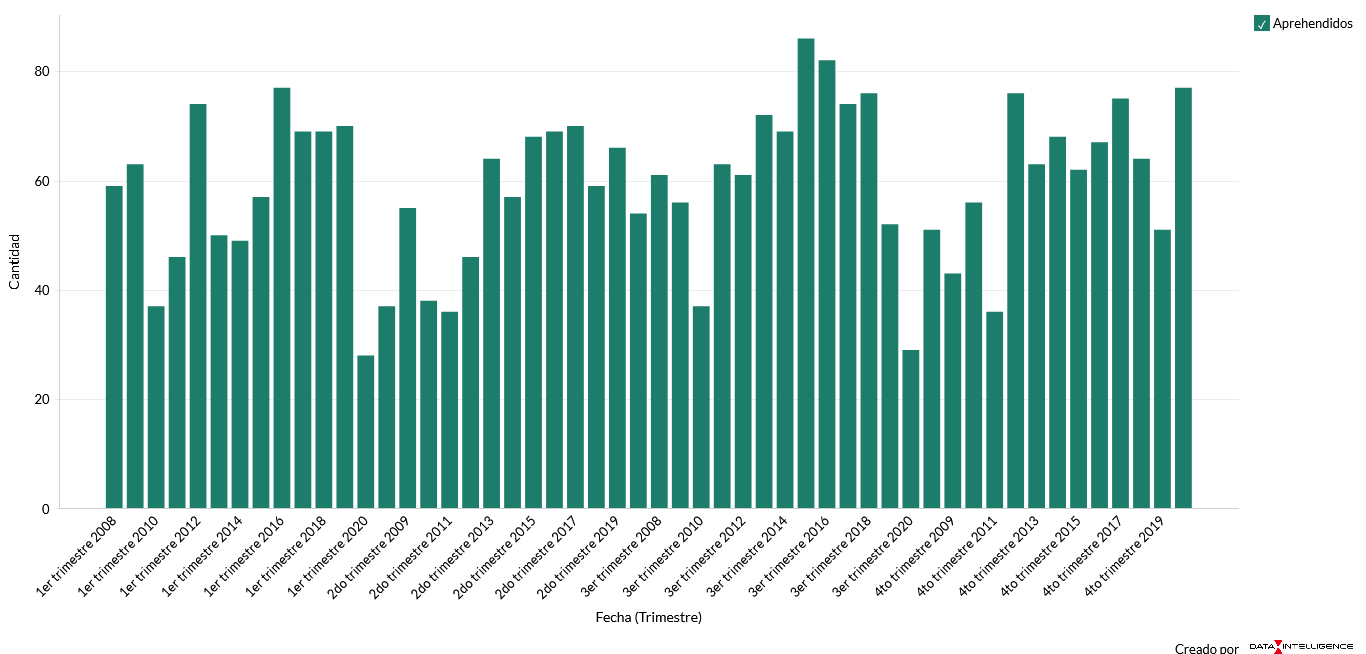 Aprehendidos
80
60
40
20
0
Cantidad
1er trimestre 2008
1er trimestre 2010
1er trimestre 2012
1er trimestre 2014
1er trimestre 2016
1er trimestre 2018
1er trimestre 2020
2do trimestre 2009
2do trimestre 2011
2do trimestre 2013
2do trimestre 2015
2do trimestre 2017
2do trimestre 2019
3er trimestre 2008
3er trimestre 2010
3er trimestre 2012
3er trimestre 2014
3er trimestre 2016
3er trimestre 2018
3er trimestre 2020
4to trimestre 2009
4to trimestre 2011
4to trimestre 2013
4to trimestre 2015
4to trimestre 2017
4to trimestre 2019
Fecha (Trimestre)
Creado por DATA INTELLIGENCE